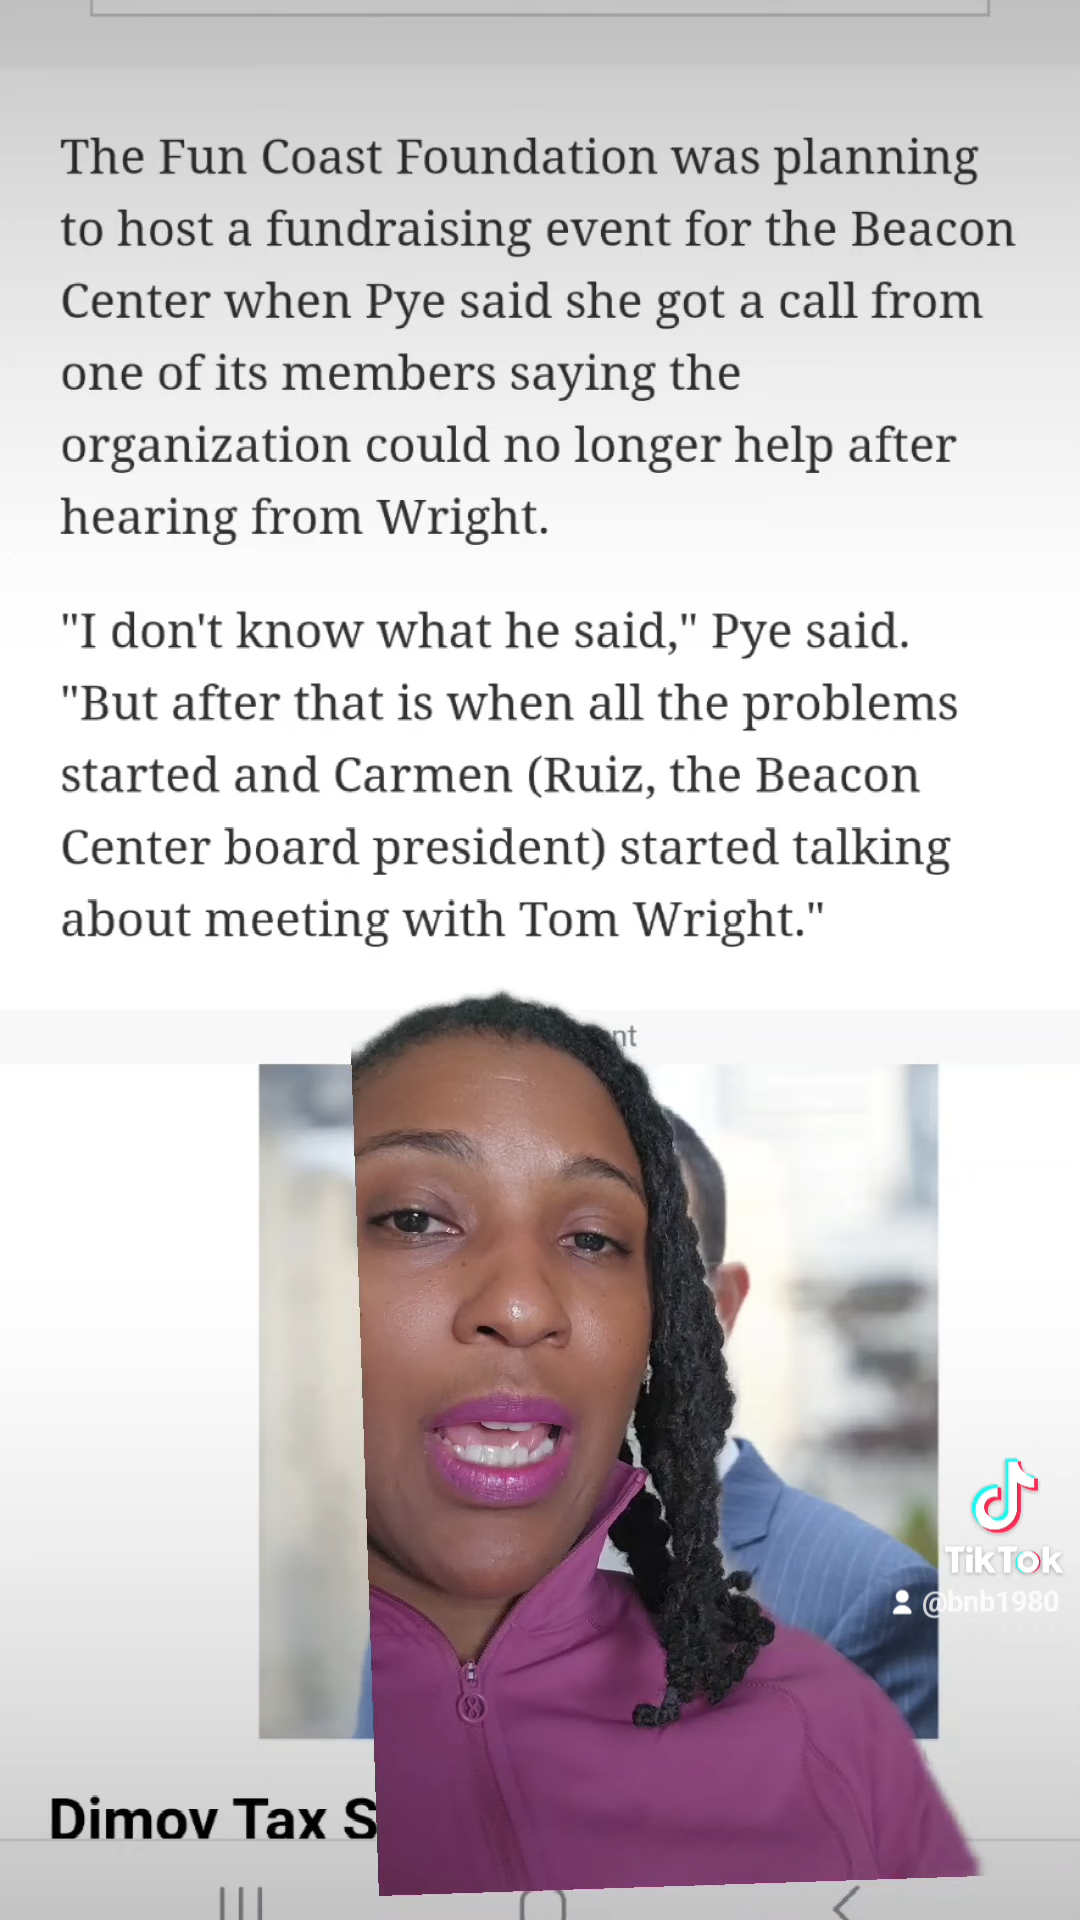 The Fun Coast Foundation was planning
to host a fundraising event for the Beacon
Center when Pye said she got a call from
one of its members saying the
organization could no longer help after
hearing from Wright.
"I don't know what he said," Pye said.
"But after that is when all the problems
started and Carmen (Ruiz, the Beacon
Center board president) started talking
about meeting with Tom Wright."
TikTok
@bnb1980
Dimov Tax